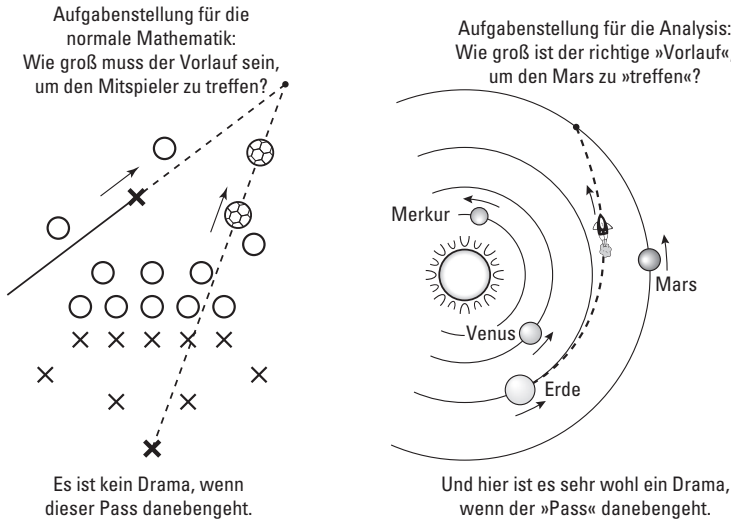 Aufgabenstellung für die
normale Mathematik:
Wie groß muss der Vorlauf sein,
um den Mitspieler zu treffen?
Es ist kein Drama, wenn
dieser Pass danebengeht.
Aufgabenstellung für die Analysis:
Wie groß ist der richtige »Vorlauf«,
um den Mars zu »treffen«?
Merkur
Mars
Venus
Erde
Und hier ist es sehr wohl ein Drama,
wenn der »Pass« danebengeht.